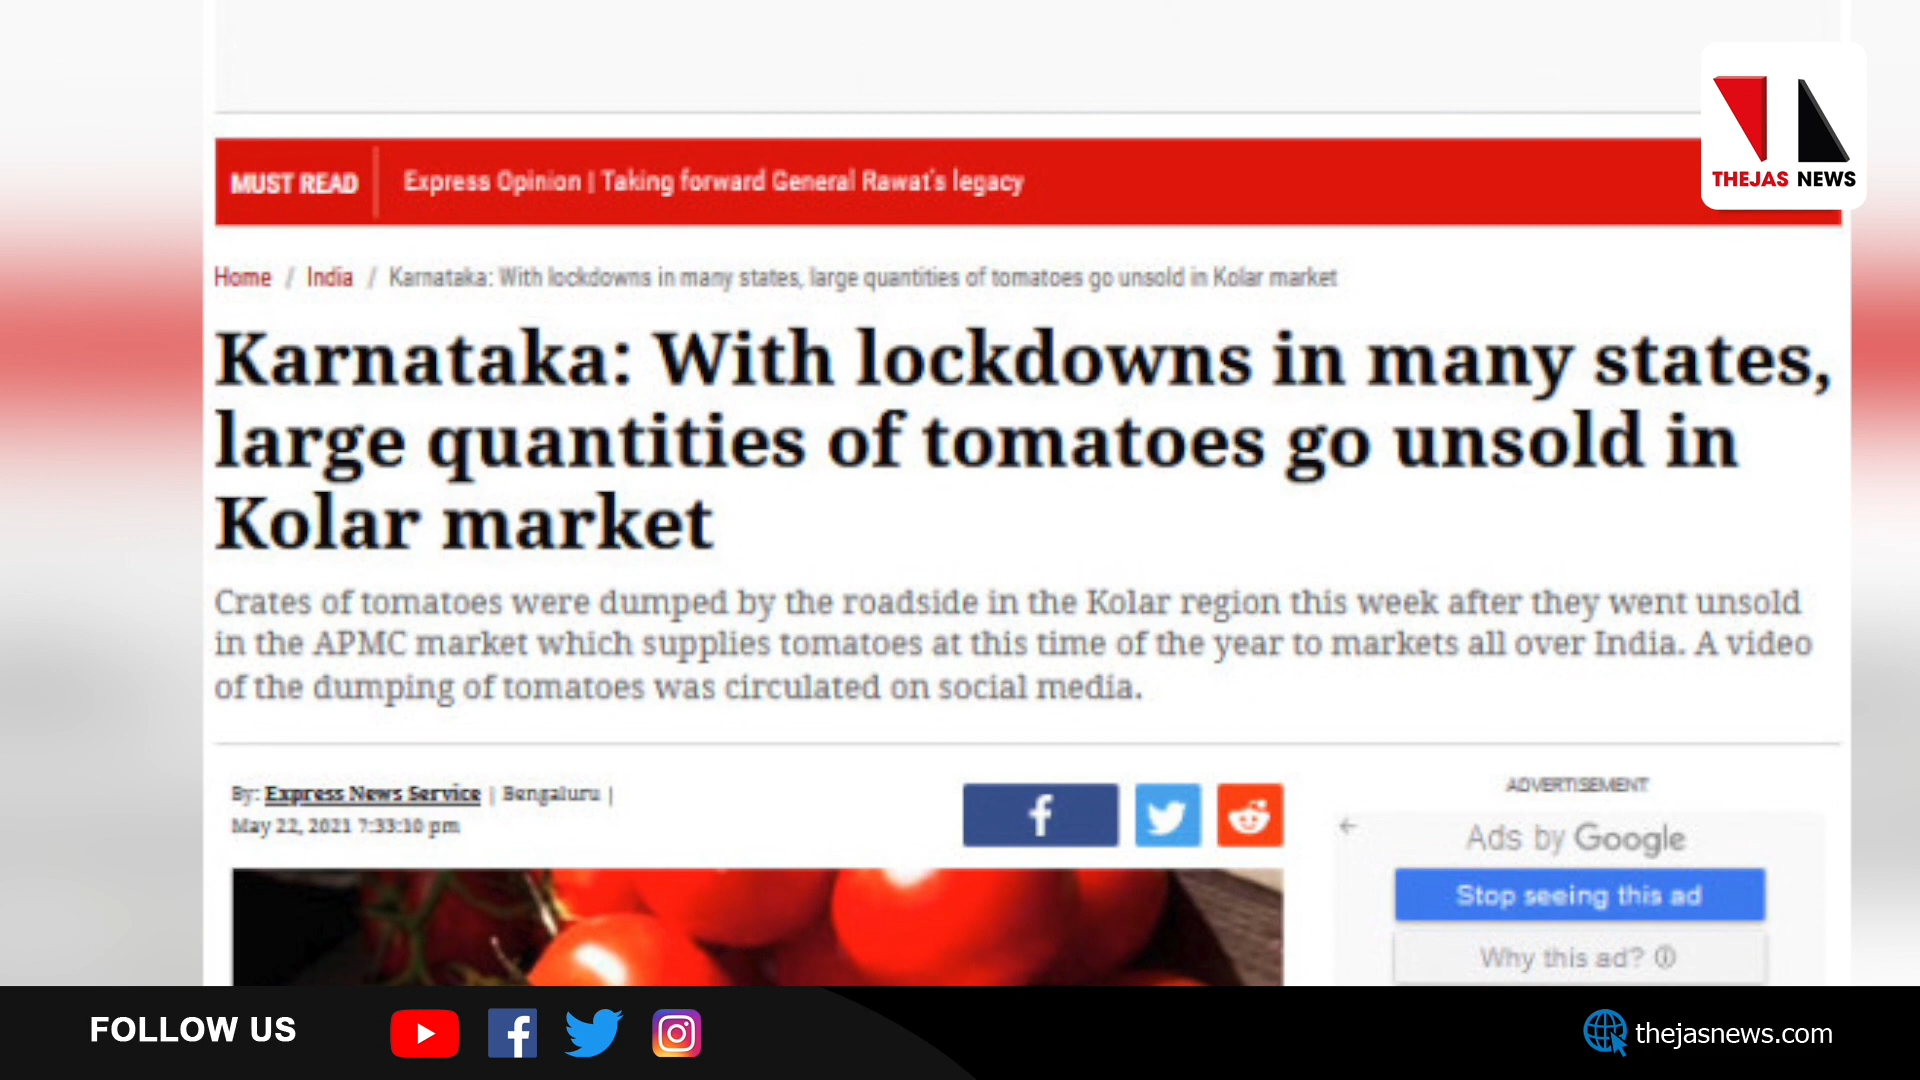 MUST READ
Express Opinion | Taking forward General Rawat's legacy
THEJAS NEWS
Home / India / Karnataka: With lockdowns in many states, large quantities of tomatoes go unsold in Kolar market
Karnataka: With lockdowns in many states,
large quantities of tomatoes go unsold in
Kolar market
Crates of tomatoes were dumped by the roadside in the Kolar region this week after they went unsold
in the APMC market which supplies tomatoes at this time of the year to markets all over India. A video
of the dumping of tomatoes was circulated on social media.
By: Express News Service | Bengaluru |
May 22, 2021 7:33:10 pm
ADVERTISEMENT
Ads by Google
Stop seeing this ad
Why this ad?
FOLLOW US
thejasnews.com